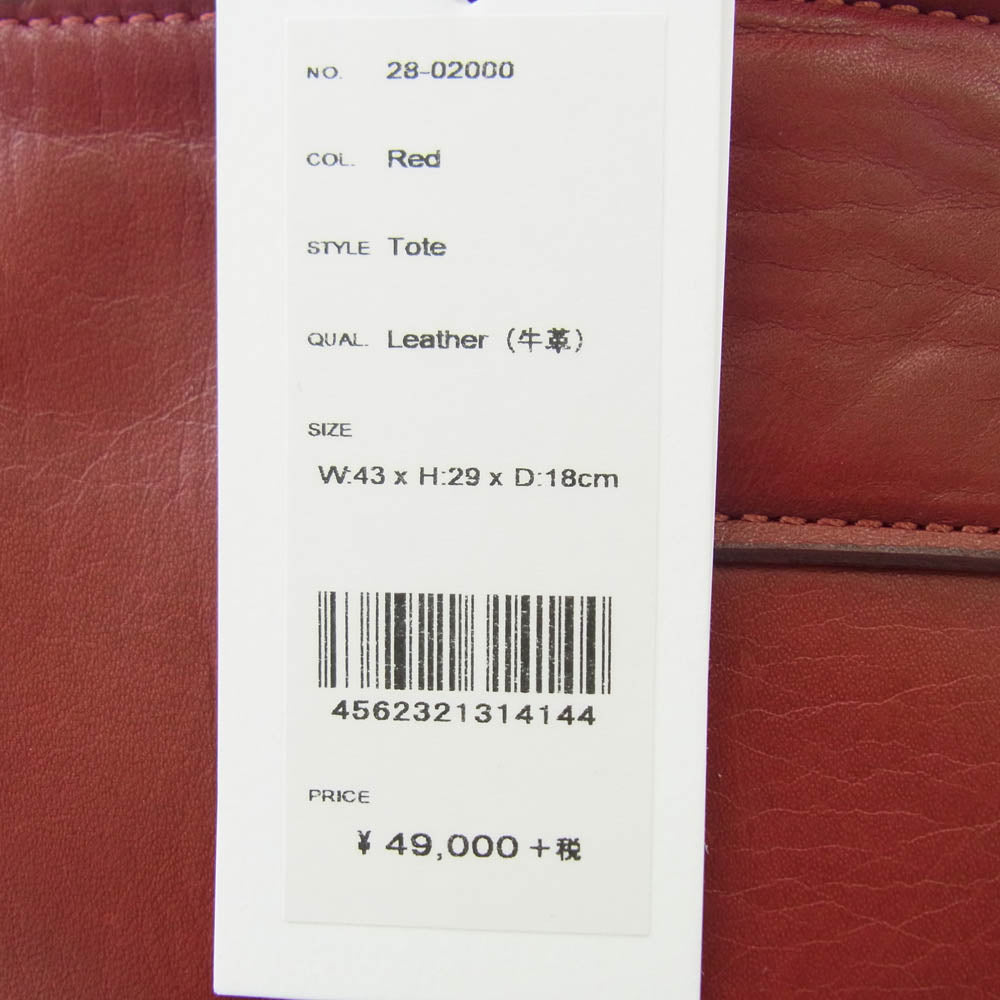 NO. 28-02000
COL. Red
STYLE Tote
QUAL. Leather (牛革)
SIZE
W:43 x H:29 x D:18cm
4562321314144
PRICE
¥ 49,000 +税